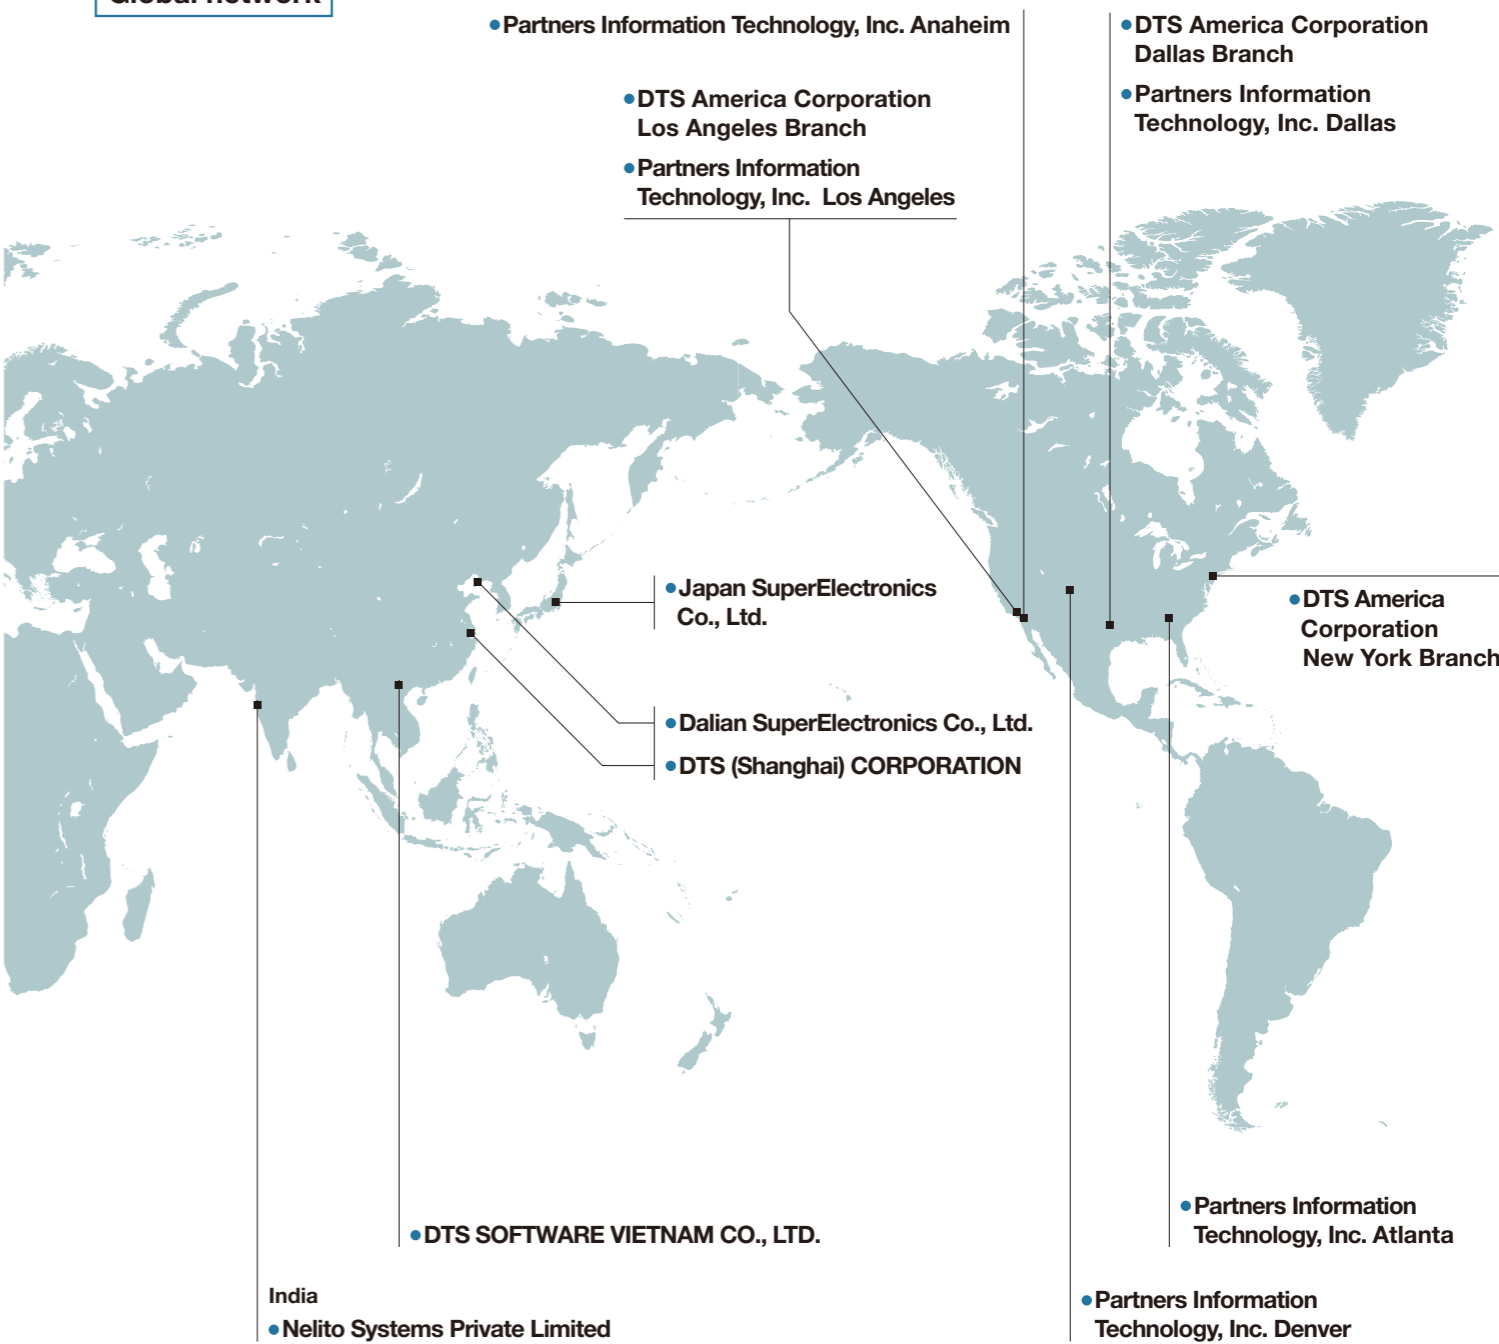 Global network
●Partners Information Technology, Inc. Anaheim
●DTS America Corporation
Dallas Branch
●Partners Information
Technology, Inc. Dallas
●DTS America Corporation
Los Angeles Branch
●Partners Information
Technology, Inc. Los Angeles
●Japan SuperElectronics
Co., Ltd.
●DTS America
Corporation
New York Branch
●Dalian SuperElectronics Co., Ltd.
●DTS (Shanghai) CORPORATION
●Partners Information
Technology, Inc. Atlanta
●DTS SOFTWARE VIETNAM CO., LTD.
India
●Nelito Systems Private Limited
●Partners Information
Technology, Inc. Denver